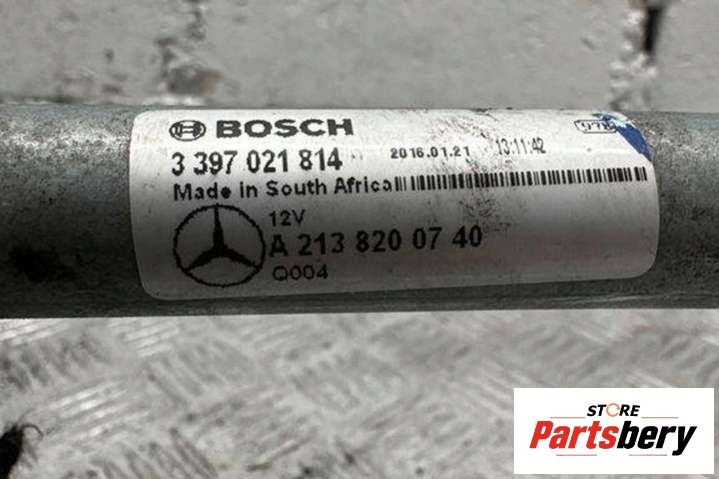 BOSCH
3 397 021 814 2016.01.21 13:11:42
Made in South Africa
12V
A 213 820 07 40
Q004
STORE
Partsbery